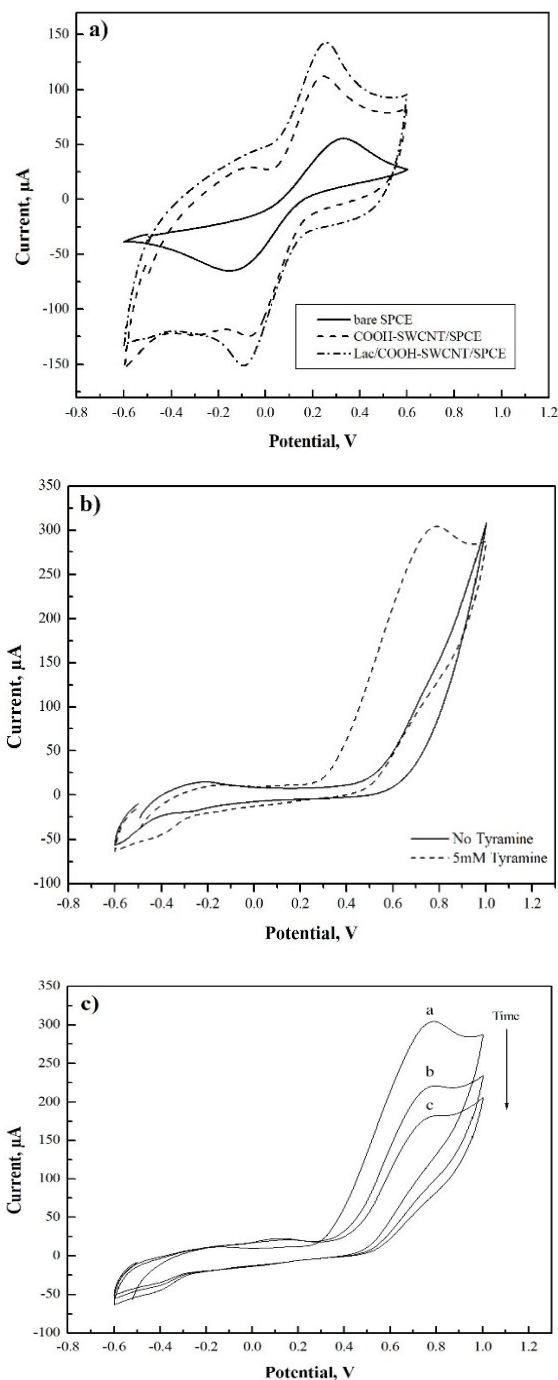 a)
150
100
50
0
-50
-100
-150
Current, µA
bare SPCE
COOH-SWCNT/SPCE
Lac/COOH-SWCNT/SPCE
-0.8 -0.6 -0.4 -0.2 0.0 0.2 0.4 0.6 0.8 1.0 1.2
Potential, V
b)
350
300
250
200
150
100
50
0
-50
-100
Current, µA
No Tyramine
5mM Tyramine
-0.8 -0.6 -0.4 -0.2 0.0 0.2 0.4 0.6 0.8 1.0
Potential, V
c)
350
300
250
200
150
100
50
0
-50
-100
Current, µA
a
b
c
Time
-0.8 -0.6 -0.4 -0.2 0.0 0.2 0.4 0.6 0.8 1.0 1.2
Potential, V